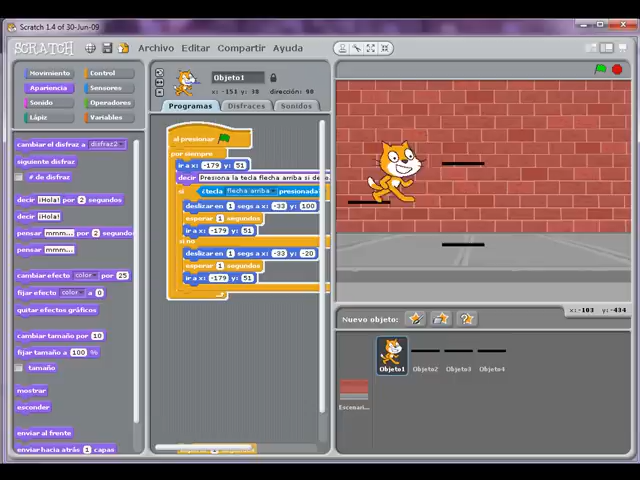 Scratch 1.4 of 30-Jun-09
SCRATCH Archivo Editar Compartir Ayuda
Movimiento Control
Apariencia Sensores
Sonido Operadores
Lápiz Variables
cambiar el disfraz a disfraz2
siguiente disfraz
# de disfraz
decir ¡Hola! por 2 segundos
decir ¡Hola!
pensar mmm... por 2 segundos
pensar mmm...
cambiar efecto color por 25
fijar efecto color a 0
quitar efectos gráficos
cambiar tamaño por 10
fijar tamaño a 100 %
tamaño
mostrar
esconder
enviar al frente
enviar hacia atrás 1 capas
Objeto1
x: -151 y: 38 dirección: 90
Programas Disfraces Sonidos
al presionar
por siempre
ir a x: -179 y: 51
decir Presiona la tecla flecha arriba si de
si tecla flecha arriba presionada
deslizar en 1 segs a x: -33 y: 100
esperar 1 segundos
ir a x: -179 y: 51
si no
deslizar en 1 segs a x: -33 y: -20
esperar 1 segundos
ir a x: -179 y: 51
x: -103 y: -434
Nuevo objeto:
Objeto1 Objeto2 Objeto3 Objeto4
Escenari...